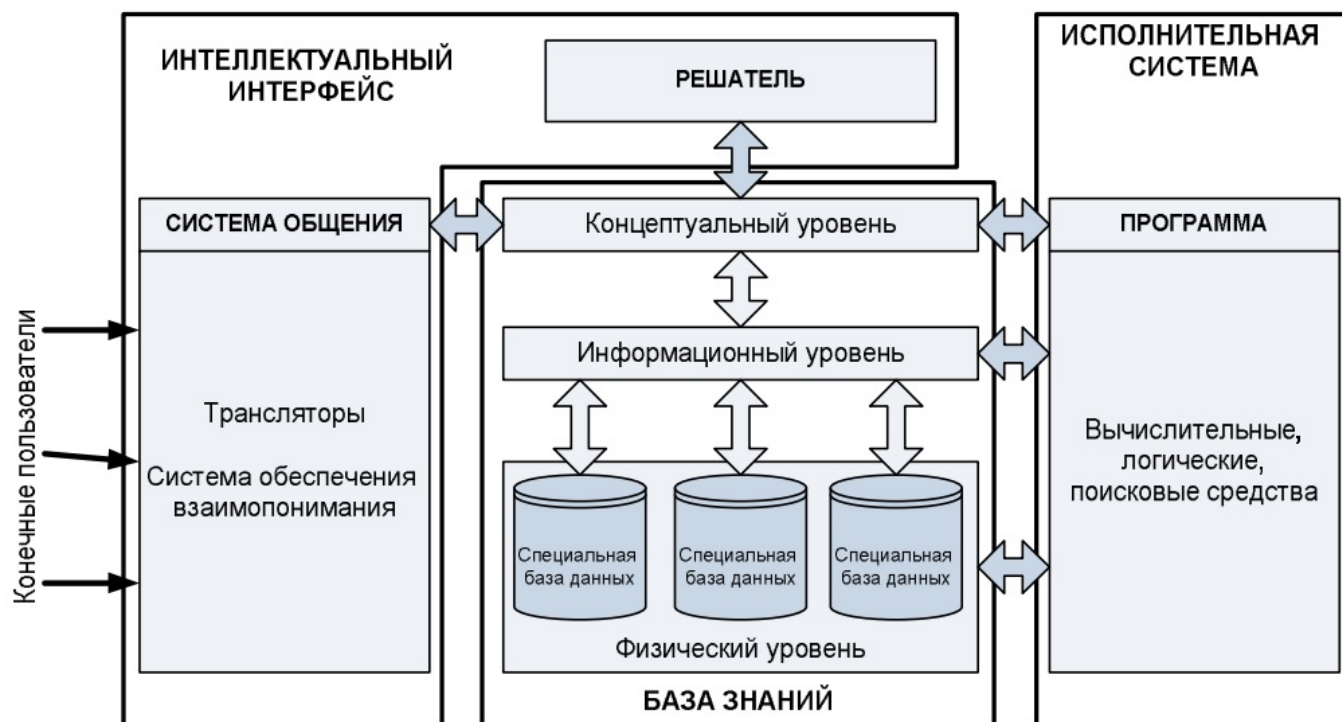 ИНТЕЛЛЕКТУАЛЬНЫЙ
ИНТЕРФЕЙС
РЕШАТЕЛЬ
ИСПОЛНИТЕЛЬНАЯ
СИСТЕМА
СИСТЕМА ОБЩЕНИЯ
Концептуальный уровень
ПРОГРАММА
Конечные пользователи
Информационный уровень
Трансляторы
Система обеспечения
взаимопонимания
Вычислительные,
логические,
поисковые средства
Специальная
база данных
Специальная
база данных
Специальная
база данных
Физический уровень
БАЗА ЗНАНИЙ